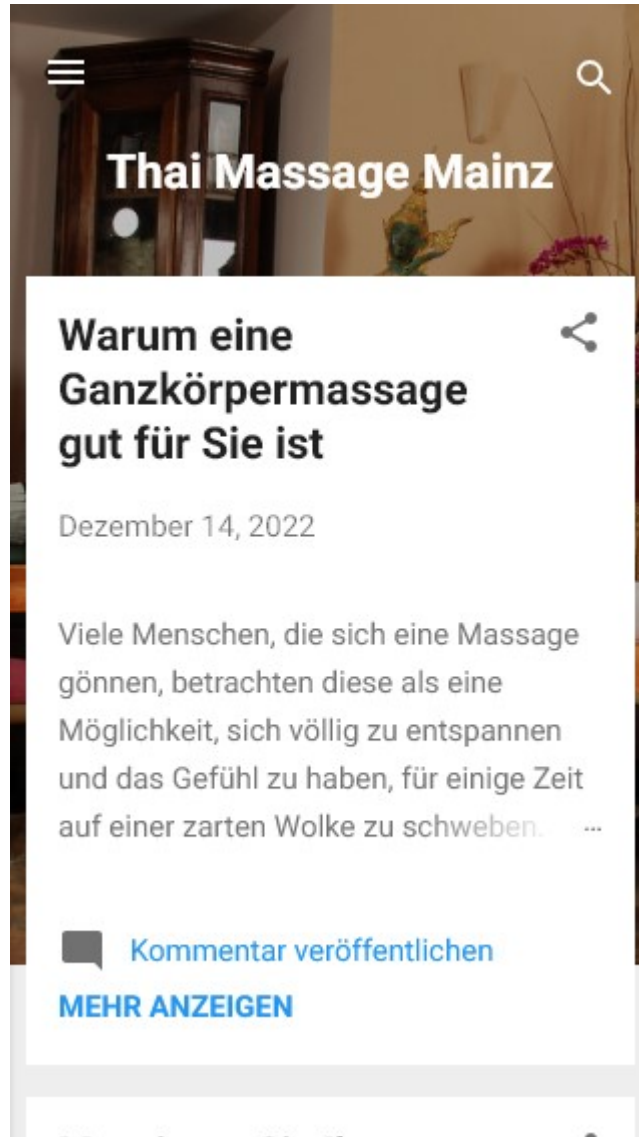 Thai Massage Mainz
Warum eine
Ganzkörpermassage
gut für Sie ist
Dezember 14, 2022
Viele Menschen, die sich eine Massage
gönnen, betrachten diese als eine
Möglichkeit, sich völlig zu entspannen
und das Gefühl zu haben, für einige Zeit
auf einer zarten Wolke zu schweben. ...
Kommentar veröffentlichen
MEHR ANZEIGEN